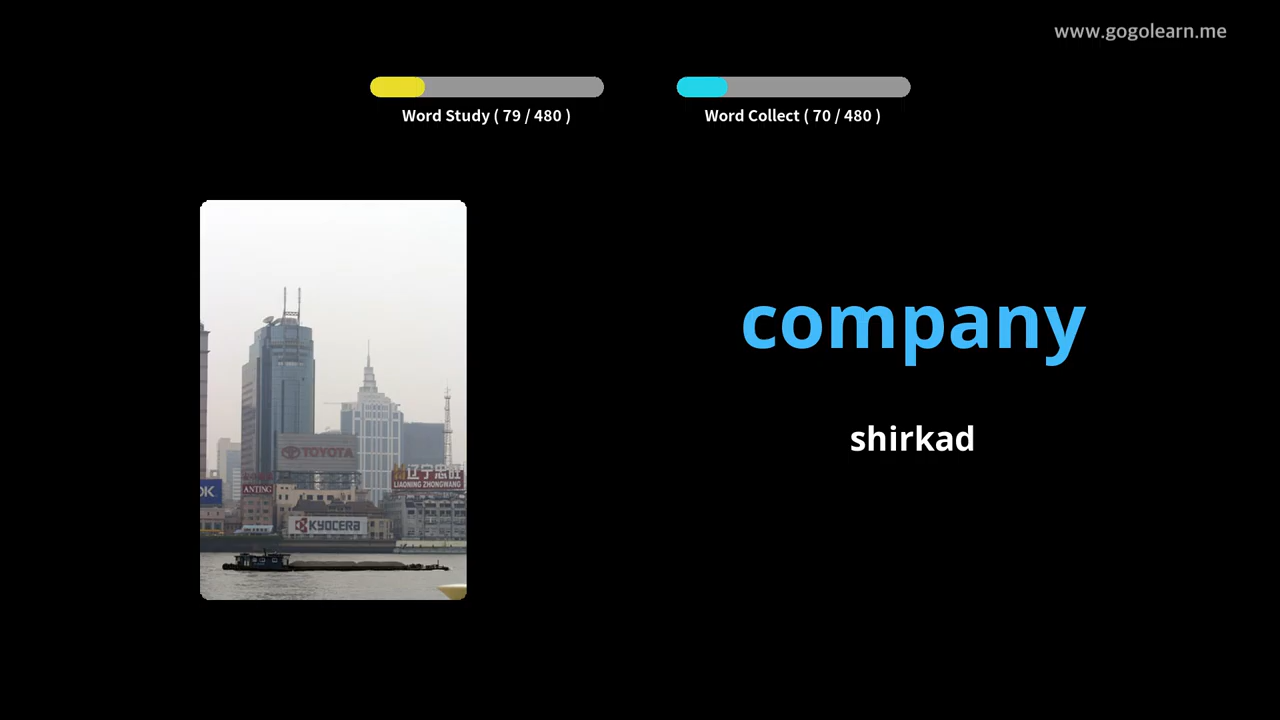 www.gogolearn.me
Word Study ( 79 / 480 )
Word Collect ( 70 / 480 )
company
shirkad
TOYOTA
辽宁忠旺
LIAONING ZHONGWANG
OK
ANTING
KYOCERA